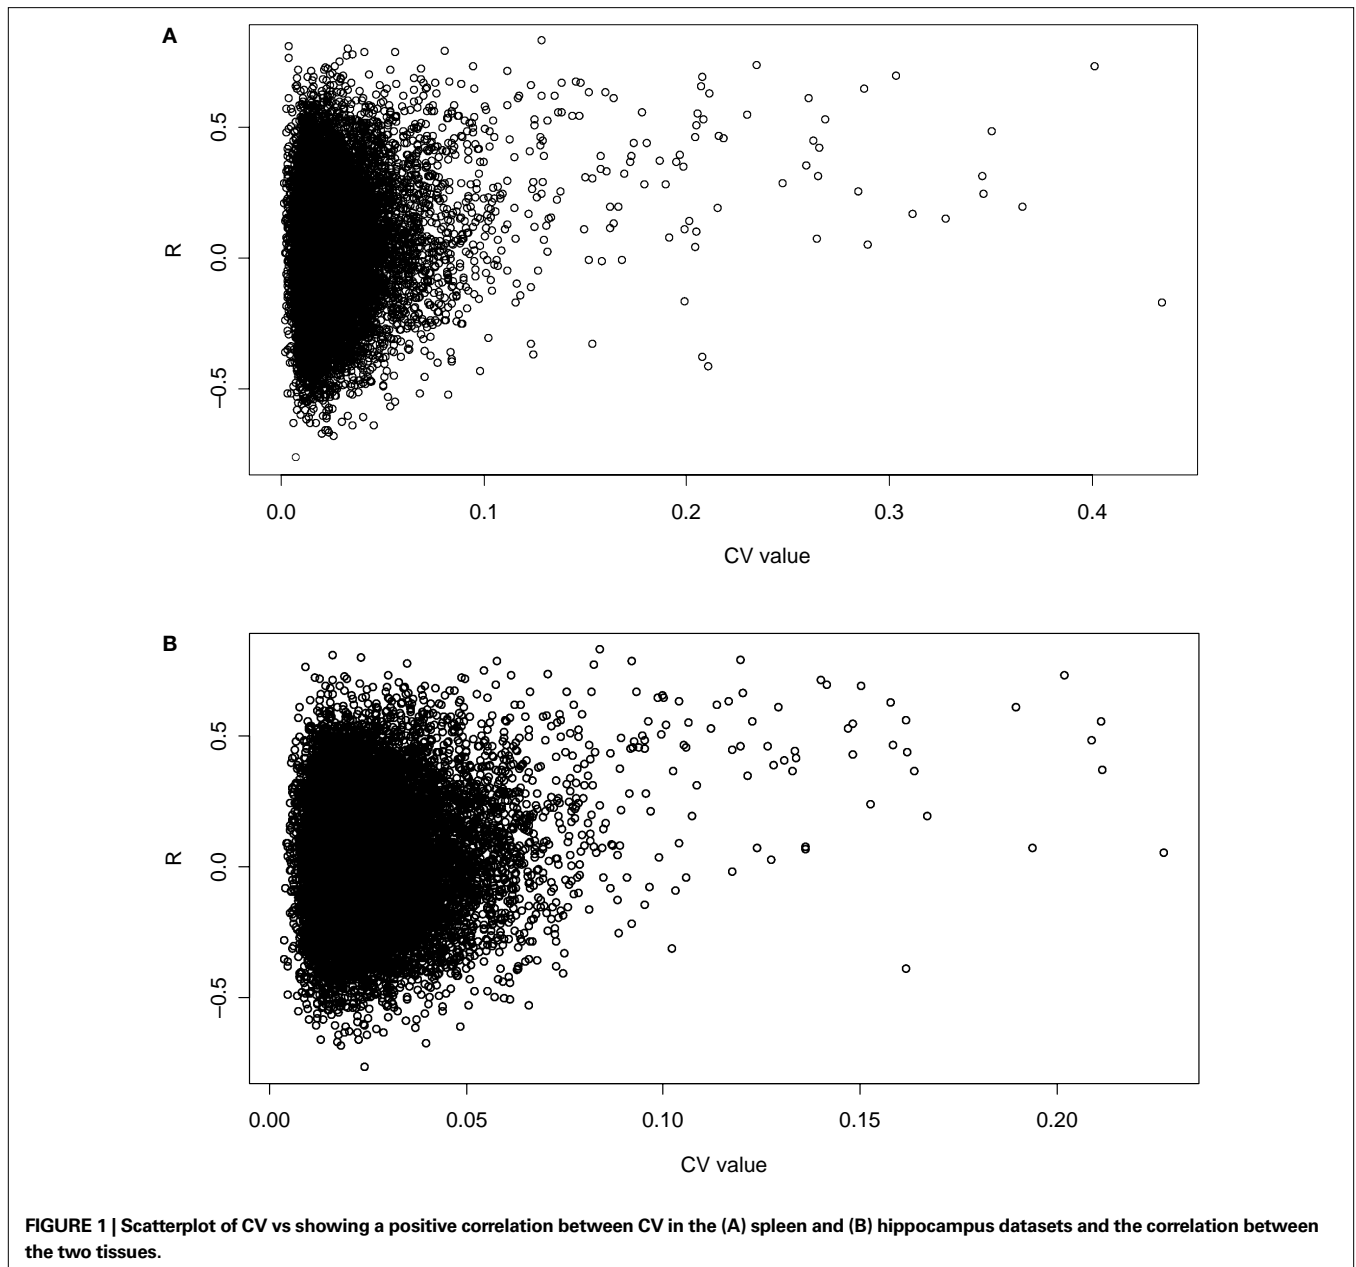 A
R
0.5
0.0
−0.5
0.0 0.1 0.2 0.3 0.4
CV value
B
R
0.5
0.0
−0.5
0.00 0.05 0.10 0.15 0.20
CV value
FIGURE 1 | Scatterplot of CV vs showing a positive correlation between CV in the (A) spleen and (B) hippocampus datasets and the correlation between
the two tissues.